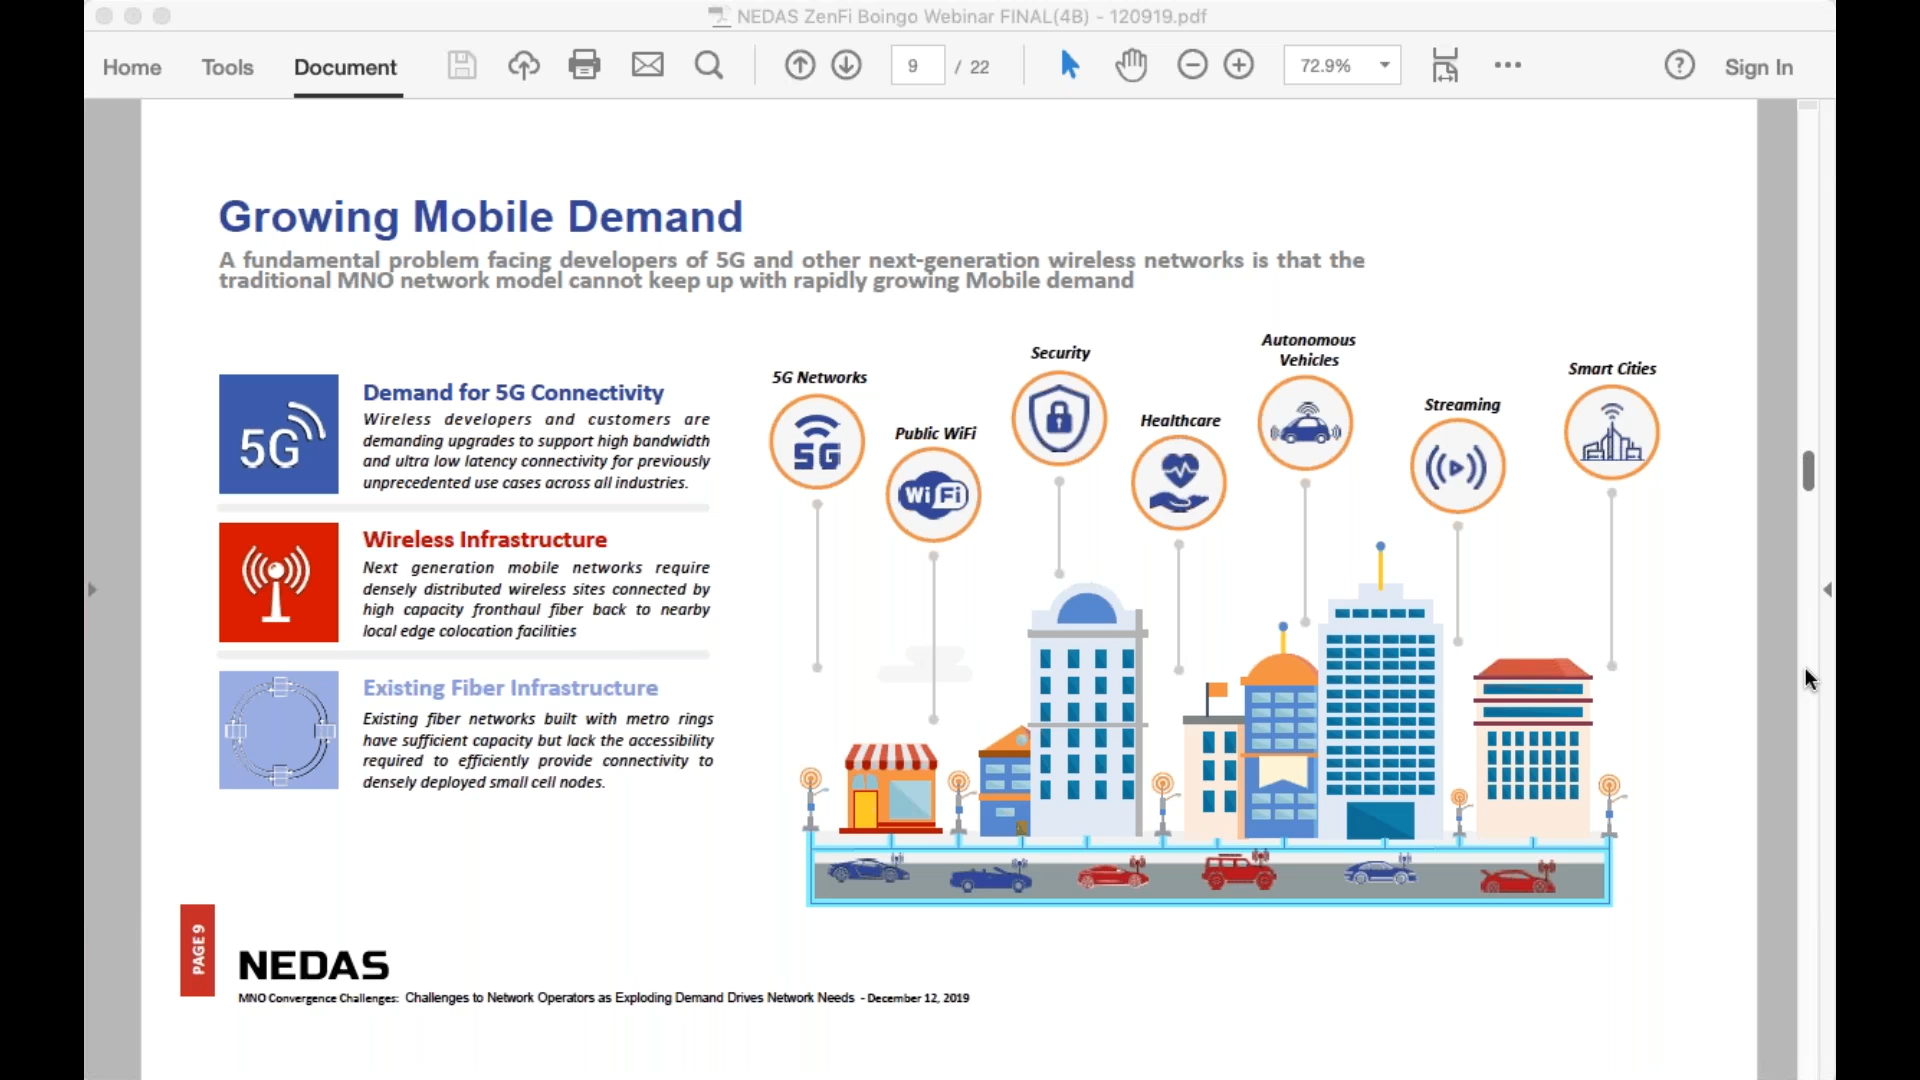 NEDAS ZenFi Boingo Webinar FINAL(4B) - 120919.pdf
Home Tools Document 9 / 22 72.9% Sign In
Growing Mobile Demand
A fundamental problem facing developers of 5G and other next-generation wireless networks is that the
traditional MNO network model cannot keep up with rapidly growing Mobile demand
5G
Demand for 5G Connectivity
Wireless developers and customers are
demanding upgrades to support high bandwidth
and ultra low latency connectivity for previously
unprecedented use cases across all industries.
Wireless Infrastructure
Next generation mobile networks require
densely distributed wireless sites connected by
high capacity fronthaul fiber back to nearby
local edge colocation facilities
Existing Fiber Infrastructure
Existing fiber networks built with metro rings
have sufficient capacity but lack the accessibility
required to efficiently provide connectivity to
densely deployed small cell nodes.
5G Networks
5G
Public WiFi
WiFi
Security
Healthcare
Autonomous
Vehicles
Streaming
Smart Cities
PAGE 9
NEDAS
MNO Convergence Challenges: Challenges to Network Operators as Exploding Demand Drives Network Needs - December 12, 2019